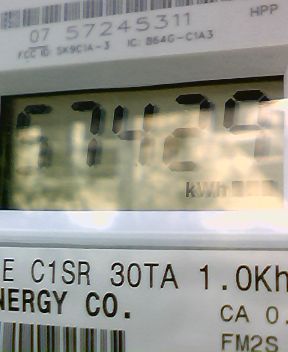 HPP
07 57245311
FCC ID: SK9C1A-3 IC: 864G-C1A3
67429
kWh
E C1SR 30TA 1.0Kh
NERGY CO.
CA 0.
FM2S